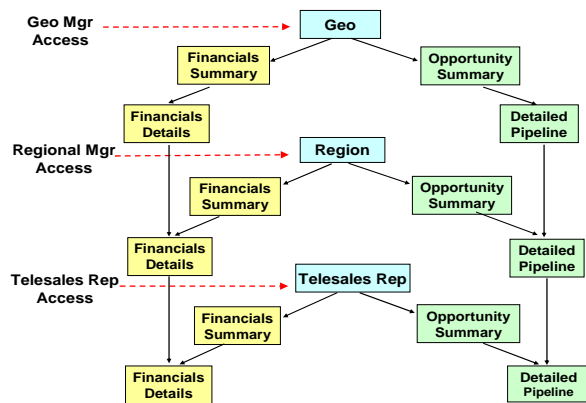 Geo Mgr
Access
Geo
Financials
Summary
Opportunity
Summary
Financials
Details
Detailed
Pipeline
Regional Mgr
Access
Region
Financials
Summary
Opportunity
Summary
Financials
Details
Detailed
Pipeline
Telesales Rep
Access
Telesales Rep
Financials
Summary
Opportunity
Summary
Financials
Details
Detailed
Pipeline